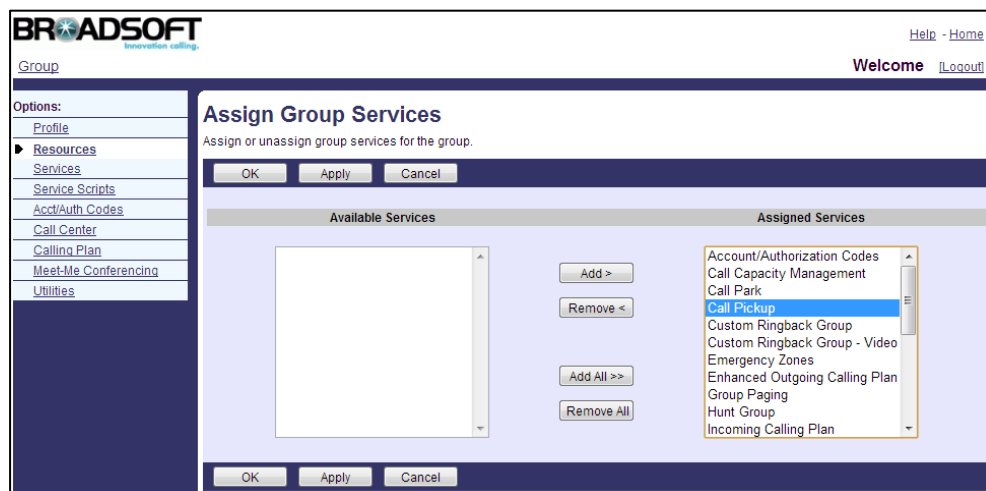 BROADSOFT
Innovation calling.
Help - Home
Group
Welcome [Logout]
Options:
Profile
Resources
Services
Service Scripts
Acct/Auth Codes
Call Center
Calling Plan
Meet-Me Conferencing
Utilities
Assign Group Services
Assign or unassign group services for the group.
OK Apply Cancel
Available Services
Assigned Services
Add >
Remove <
Add All >>
Remove All
Account/Authorization Codes
Call Capacity Management
Call Park
Call Pickup
Custom Ringback Group
Custom Ringback Group - Video
Emergency Zones
Enhanced Outgoing Calling Plan
Group Paging
Hunt Group
Incoming Calling Plan
OK Apply Cancel